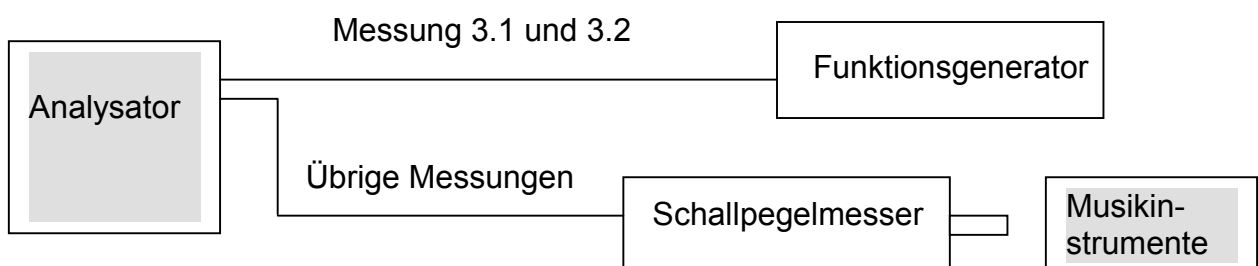 Messung 3.1 und 3.2
Funktionsgenerator
Analysator
Übrige Messungen
Schallpegelmesser
Musikin-
strumente